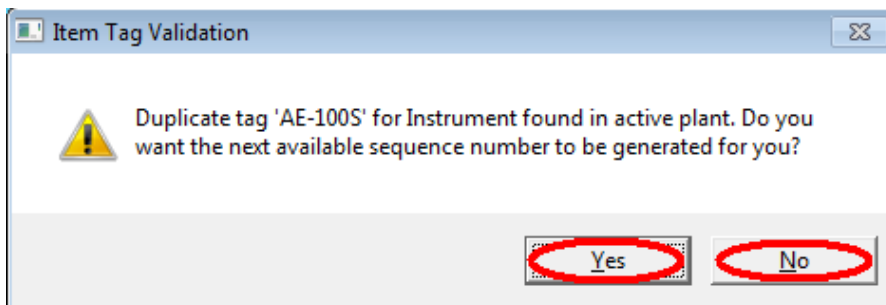 Item Tag Validation
Duplicate tag 'AE-100S' for Instrument found in active plant. Do you
want the next available sequence number to be generated for you?
Yes No